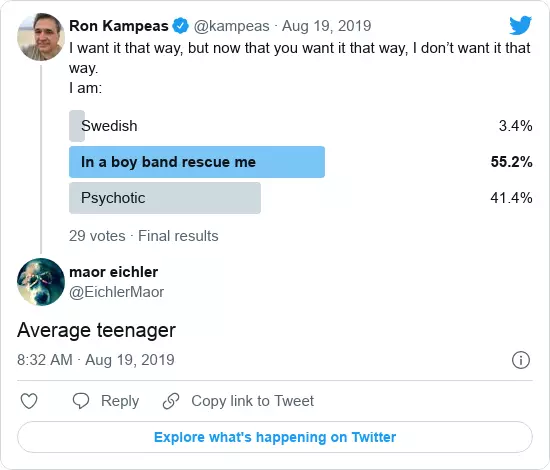 Ron Kampeas @kampeas · Aug 19, 2019
I want it that way, but now that you want it that way, I don’t want it that
way.
I am:
Swedish 3.4%
In a boy band rescue me 55.2%
Psychotic 41.4%
29 votes · Final results
maor eichler
@EichlerMaor
Average teenager
8:32 AM · Aug 19, 2019
Reply Copy link to Tweet
Explore what's happening on Twitter